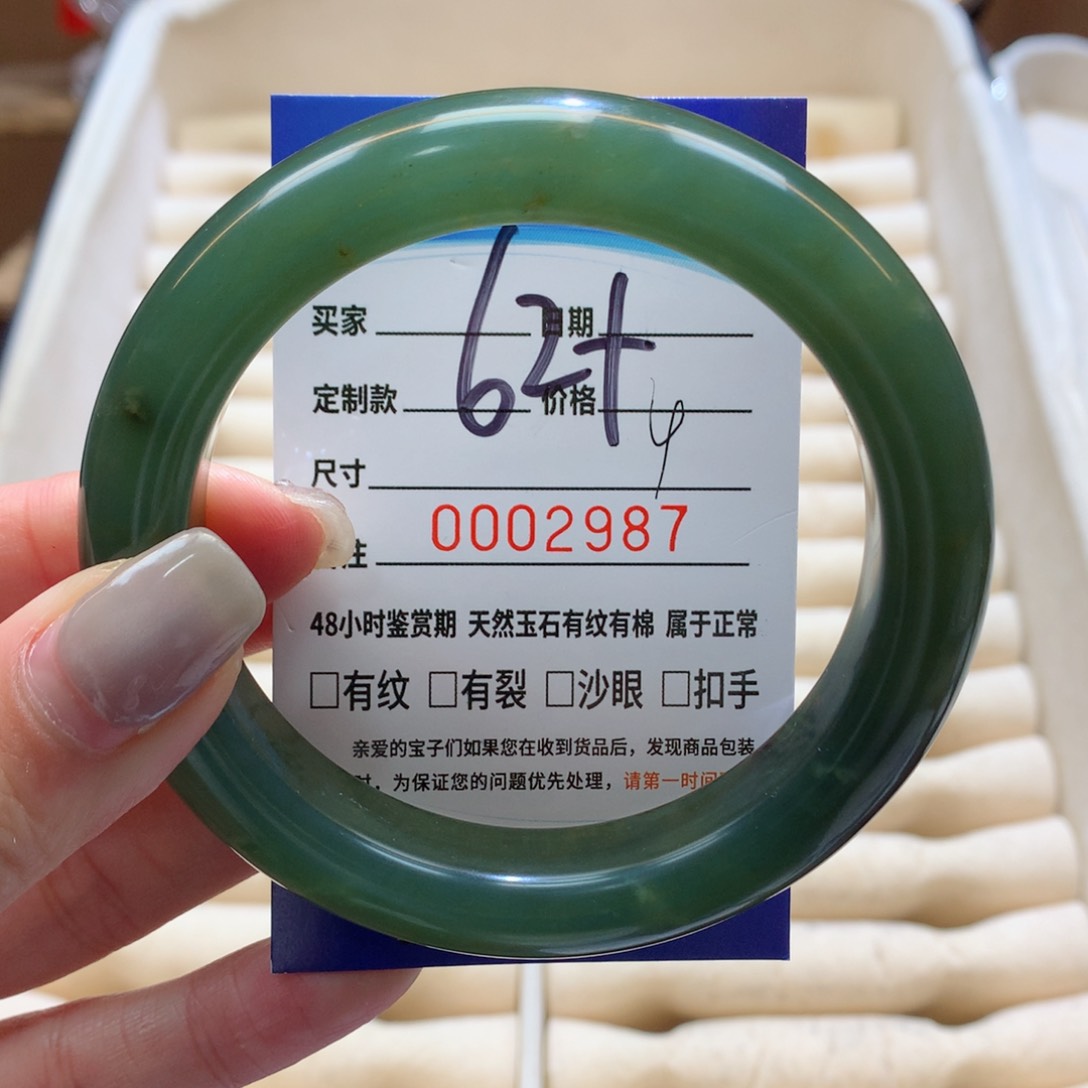 买家 日期
62+
定制款 价格
尺寸
0002987
注
48小时鉴赏期 天然玉石有纹有棉 属于正常
□有纹 □有裂 □沙眼 □扣手
亲爱的宝子们如果您在收到货品后，发现商品包装
时，为保证您的问题优先处理，请第一时间